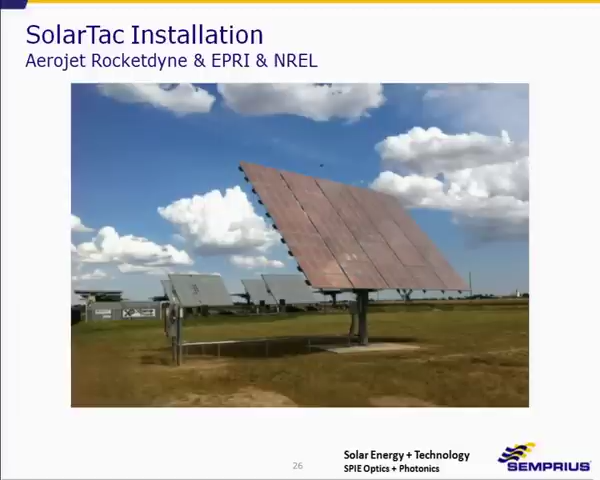 SolarTac Installation
Aerojet Rocketdyne & EPRI & NREL
26
Solar Energy + Technology
SPIE Optics + Photonics
SEMPRIUS